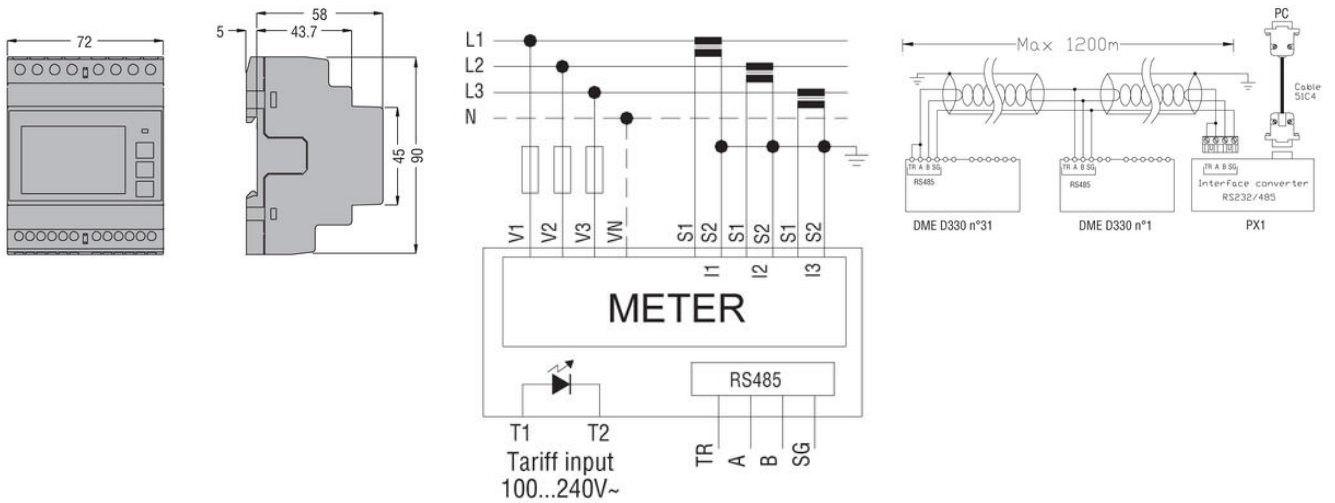 72
58
5
43.7
45
90
L1
L2
L3
N
V1
V2
V3
VN
S1
S2
S1
S2
S1
S2
I1
I2
I3
METER
RS485
T1
T2
TR
A
B
SG
Tariff input
100...240V~
PC
Max 1200m
Cable
51C4
TR A B SG
RS485
DME D330 n°31
TR A B SG
RS485
DME D330 n°1
TR A B SG
Interface converter
RS232/485
PX1